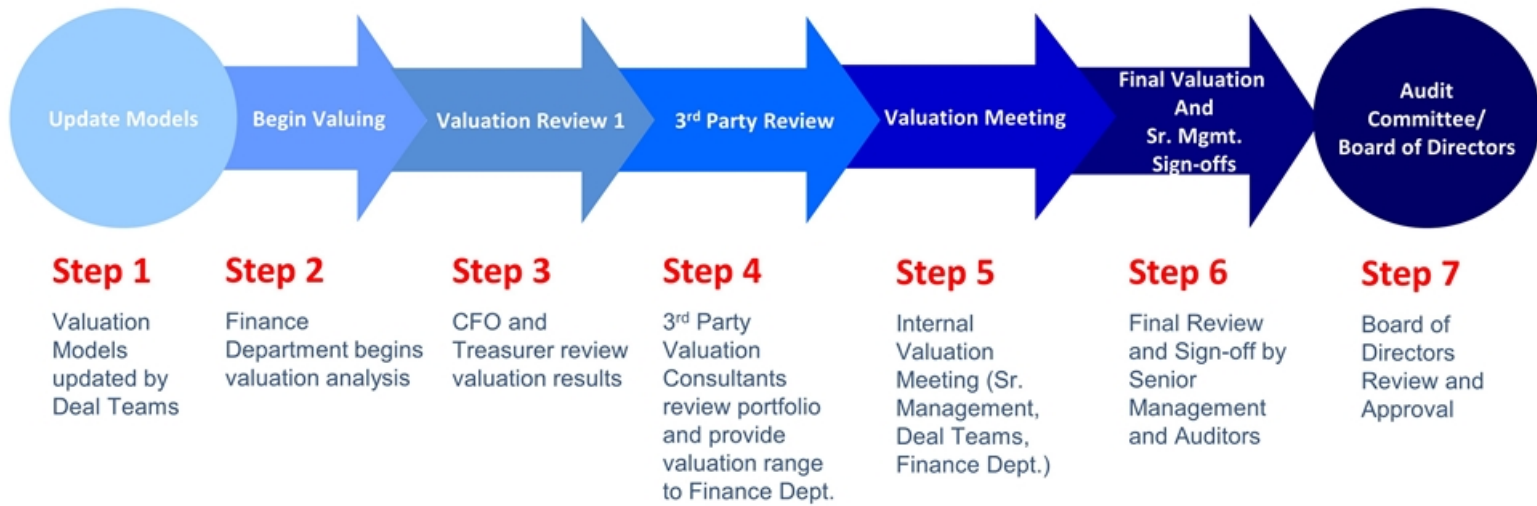 Update Models
Begin Valuing
Valuation Review 1
3rd Party Review
Valuation Meeting
Final Valuation
And
Sr. Mgmt.
Sign-offs
Audit
Committee/
Board of Directors
Step 1
Valuation
Models
updated by
Deal Teams
Step 2
Finance
Department begins
valuation analysis
Step 3
CFO and
Treasurer review
valuation results
Step 4
3rd Party
Valuation
Consultants
review portfolio
and provide
valuation range
to Finance Dept.
Step 5
Internal
Valuation
Meeting (Sr.
Management,
Deal Teams,
Finance Dept.)
Step 6
Final Review
and Sign-off by
Senior
Management
and Auditors
Step 7
Board of
Directors
Review and
Approval